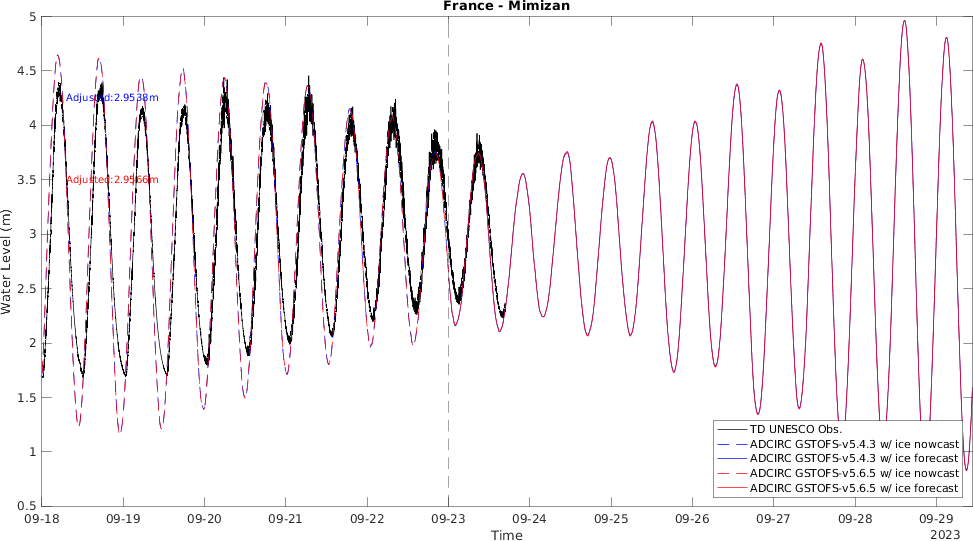 France - Mimizan
5
4.5
4
3.5
3
2.5
2
1.5
1
0.5
Water Level (m)
Adjusted:2.9538m
Adjusted:2.9566m
TD UNESCO Obs.
ADCIRC GSTOFS-v5.4.3 w/ ice nowcast
ADCIRC GSTOFS-v5.4.3 w/ ice forecast
ADCIRC GSTOFS-v5.6.5 w/ ice nowcast
ADCIRC GSTOFS-v5.6.5 w/ ice forecast
09-18 09-19 09-20 09-21 09-22 09-23 09-24 09-25 09-26 09-27 09-28 09-29
Time
2023